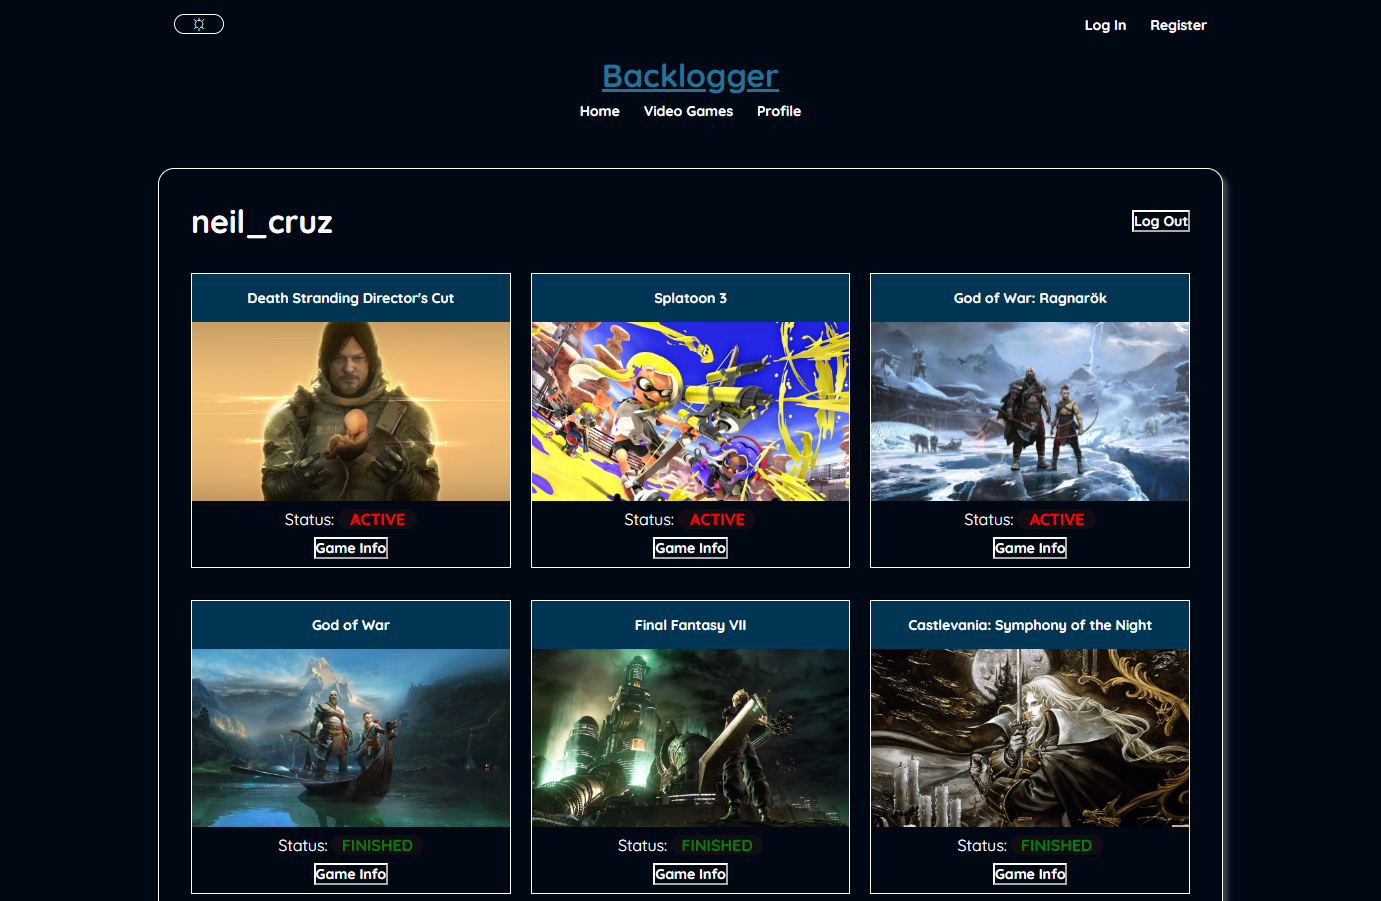 Log In Register
Backlogger
Home Video Games Profile
neil_cruz
Log Out
Death Stranding Director's Cut
Splatoon 3
God of War: Ragnarök
Status: ACTIVE
Status: ACTIVE
Status: ACTIVE
Game Info
Game Info
Game Info
God of War
Final Fantasy VII
Castlevania: Symphony of the Night
Status: FINISHED
Status: FINISHED
Status: FINISHED
Game Info
Game Info
Game Info